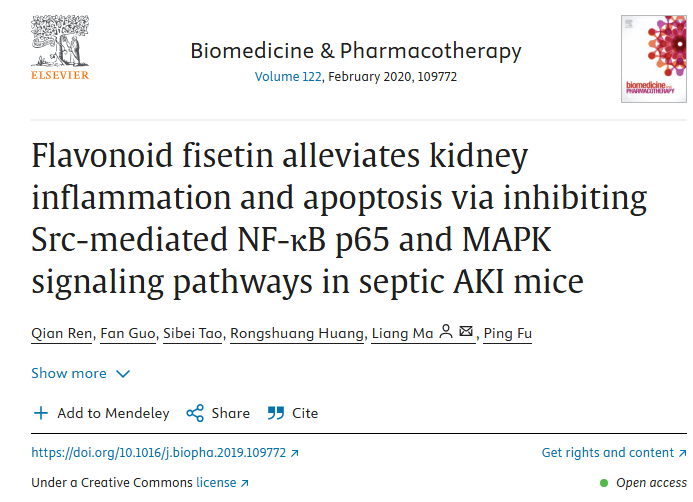 ELSEVIER
Biomedicine & Pharmacotherapy
Volume 122, February 2020, 109772
biomedicine
PHARMACOTHERAPY
Flavonoid fisetin alleviates kidney
inflammation and apoptosis via inhibiting
Src-mediated NF-κB p65 and MAPK
signaling pathways in septic AKI mice
Qian Ren, Fan Guo, Sibei Tao, Rongshuang Huang, Liang Ma, Ping Fu
Show more
Add to Mendeley Share Cite
https://doi.org/10.1016/j.biopha.2019.109772 Get rights and content
Under a Creative Commons license Open access